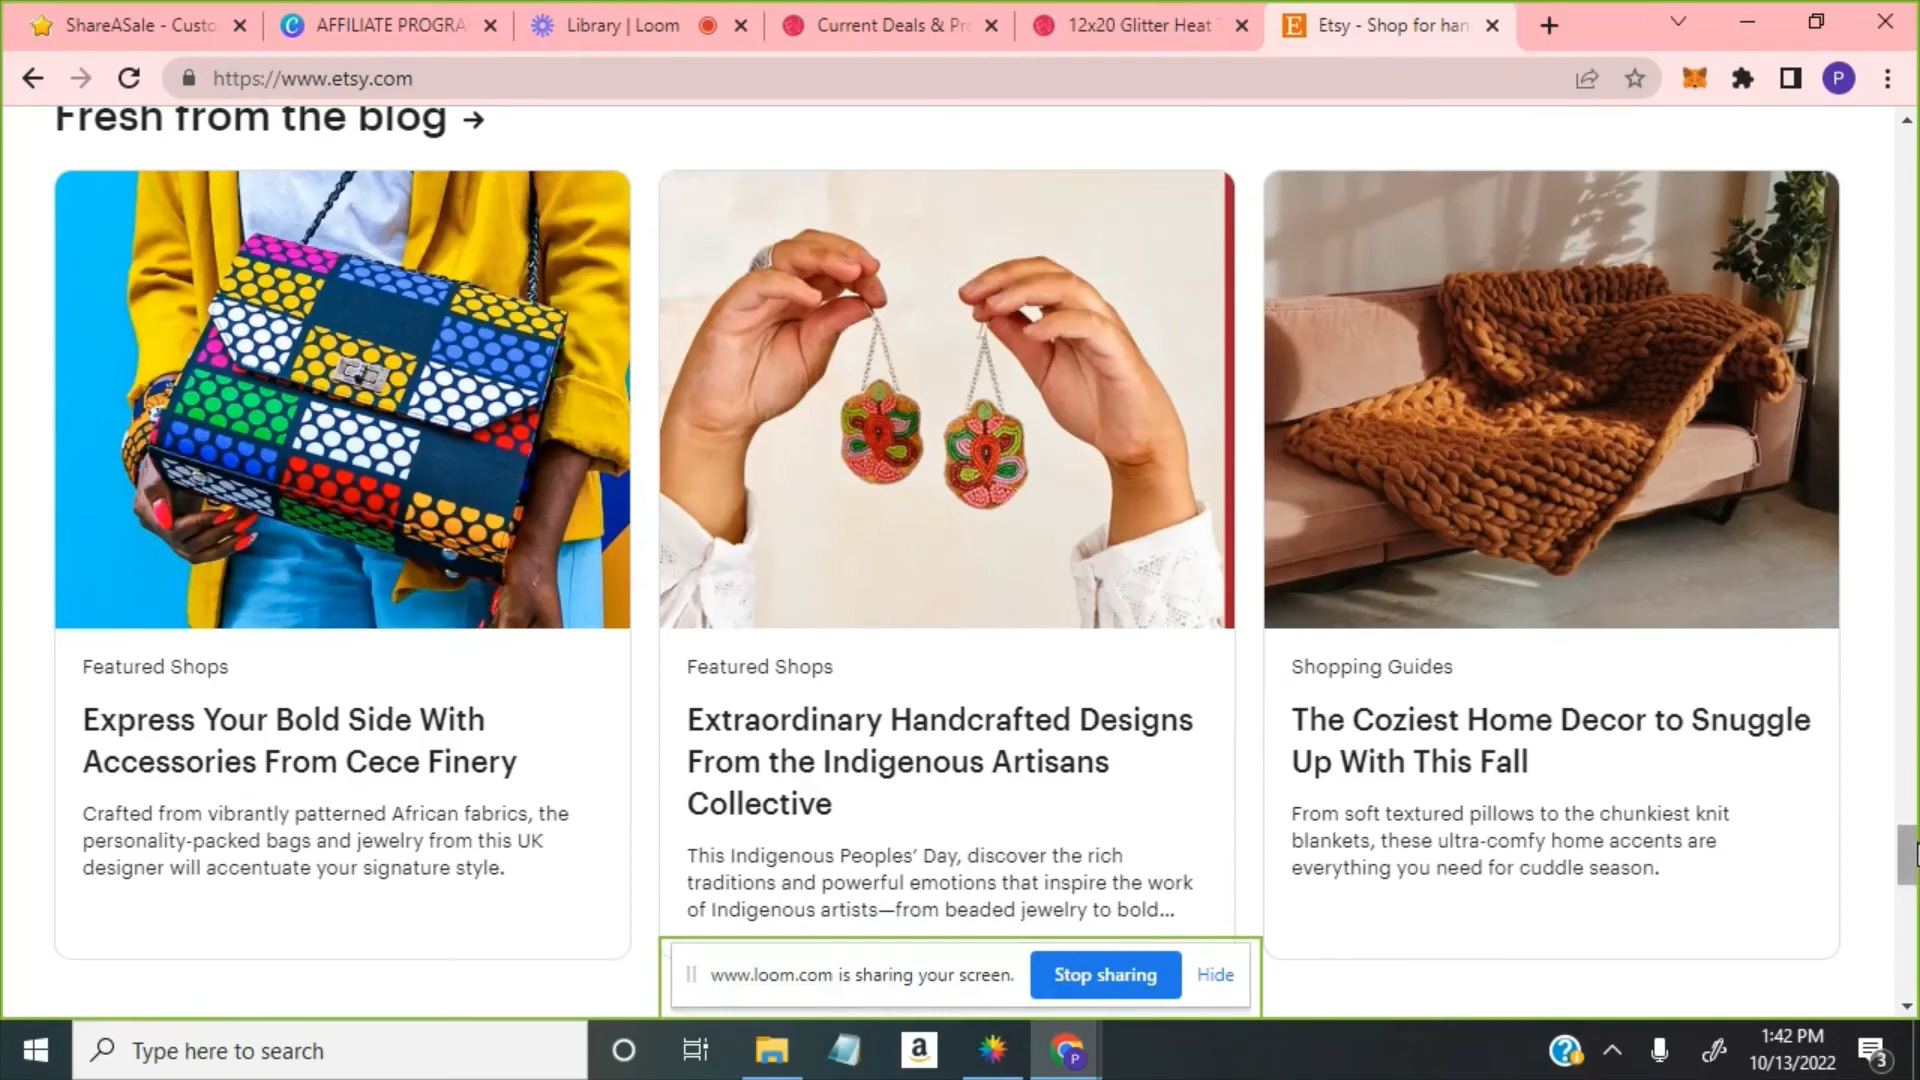 ShareASale - Custo
AFFILIATE PROGRA
Library | Loom
Current Deals & Pr
12x20 Glitter Heat T
Etsy - Shop for han
https://www.etsy.com
P
Fresh from the blog →
Featured Shops
Express Your Bold Side With
Accessories From Cece Finery
Crafted from vibrantly patterned African fabrics, the
personality-packed bags and jewelry from this UK
designer will accentuate your signature style.
Featured Shops
Extraordinary Handcrafted Designs
From the Indigenous Artisans
Collective
This Indigenous Peoples’ Day, discover the rich
traditions and powerful emotions that inspire the work
of Indigenous artists—from beaded jewelry to bold...
Shopping Guides
The Coziest Home Decor to Snuggle
Up With This Fall
From soft textured pillows to the chunkiest knit
blankets, these ultra-comfy home accents are
everything you need for cuddle season.
www.loom.com is sharing your screen.
Stop sharing
Hide
Type here to search
a
P
1:42 PM
10/13/2022
3